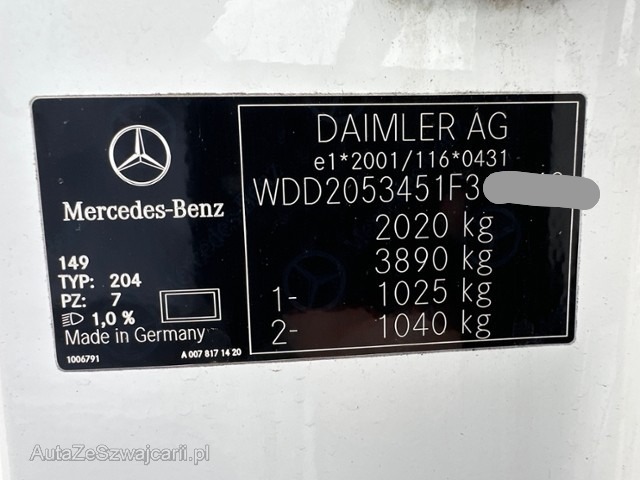 DAIMLER AG
e1*2001/116*0431
WDD2053451F3
2020 kg
3890 kg
1- 1025 kg
2- 1040 kg
Mercedes-Benz
149
TYP: 204
PZ: 7
1,0 %
Made in Germany
1006791
A 007 817 14 20
AutaZeSzwajcarii.pl